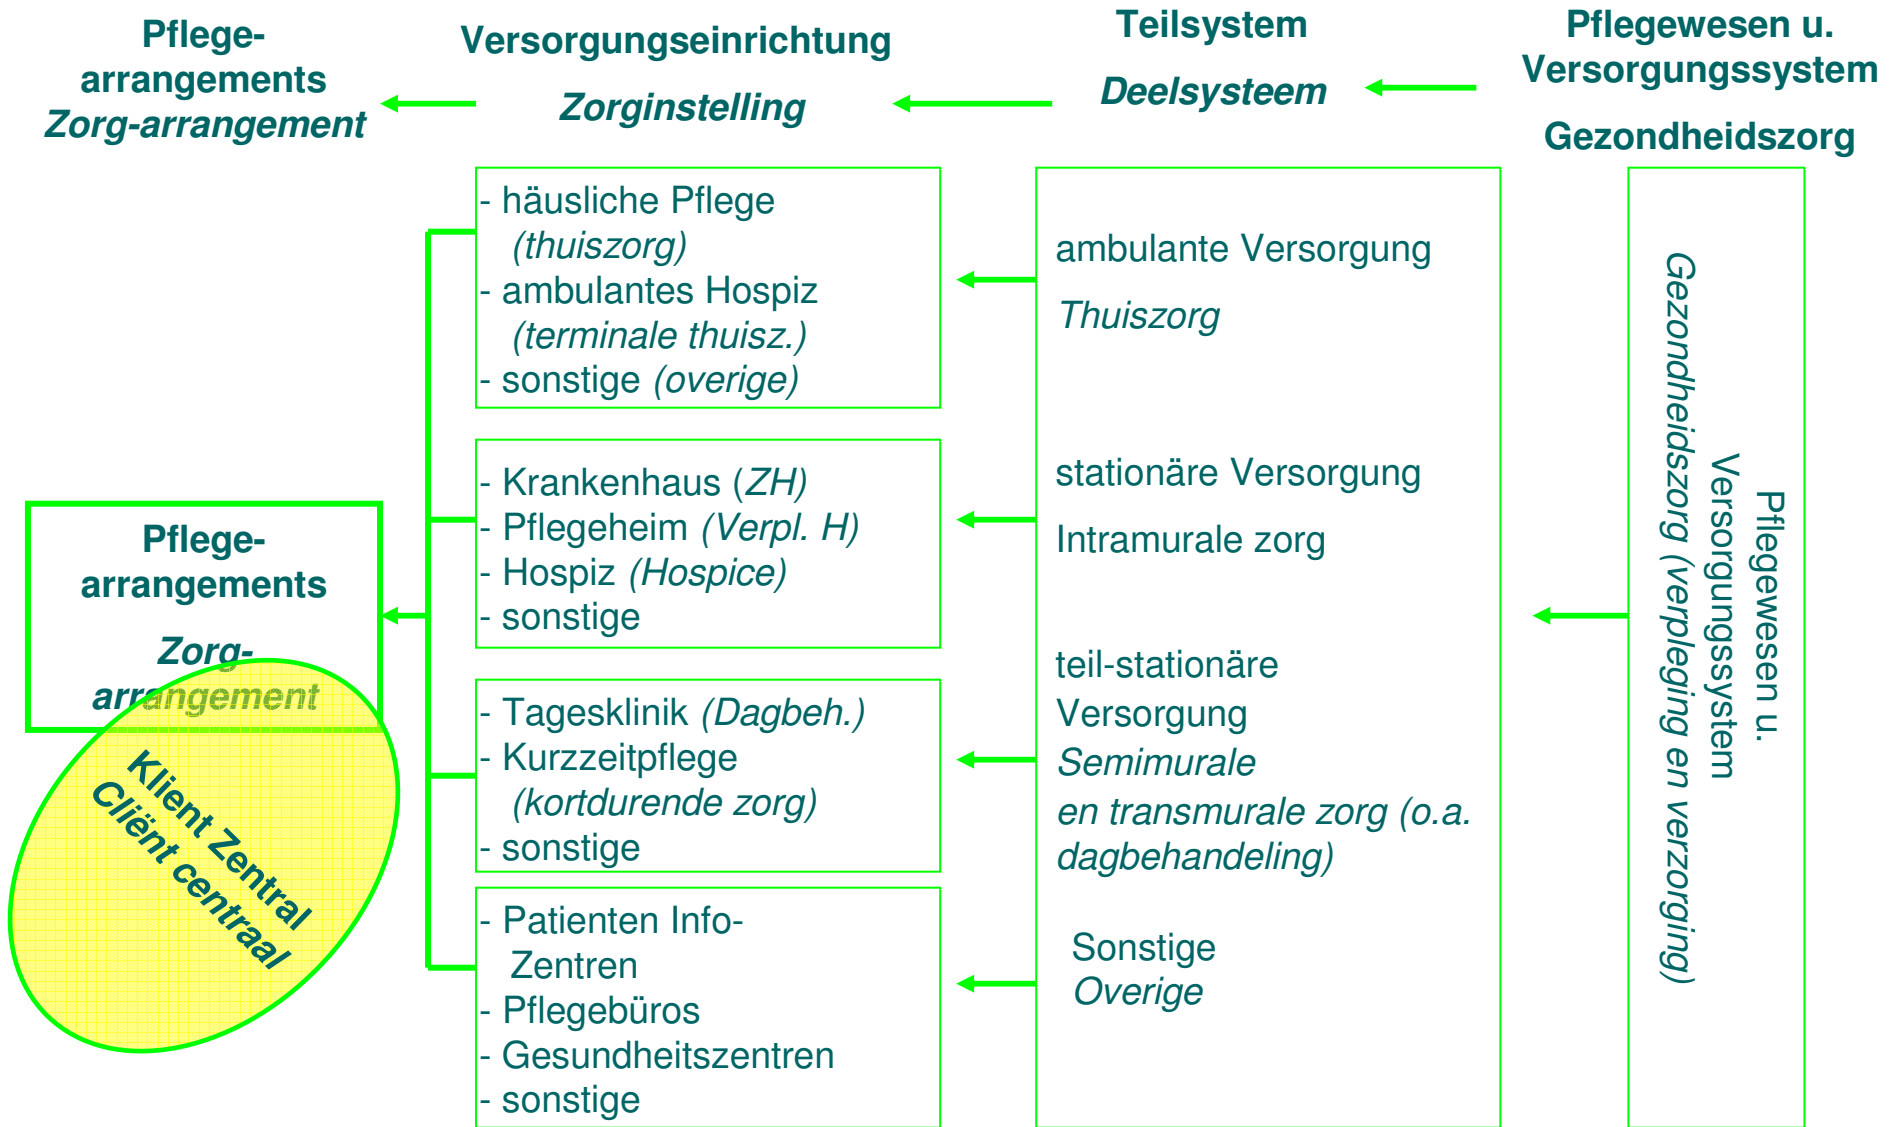 Pflege-
arrangements
Zorg-arrangement
Versorgungseinrichtung
Zorginstelling
Teilsystem
Deelsysteem
Pflegewesen u.
Versorgungssystem
Gezondheidszorg
- häusliche Pflege
(thuiszorg)
- ambulantes Hospiz
(terminale thuisz.)
- sonstige (overige)
- Krankenhaus (ZH)
- Pflegeheim (Verpl. H)
- Hospiz (Hospice)
- sonstige
- Tagesklinik (Dagbeh.)
- Kurzzeitpflege
(kortdurende zorg)
- sonstige
- Patienten Info-
Zentren
- Pflegebüros
- Gesundheitszentren
- sonstige
ambulante Versorgung
Thuiszorg
stationäre Versorgung
Intramurale zorg
teil-stationäre
Versorgung
Semimurale
en transmurale zorg (o.a.
dagbehandeling)
Sonstige
Overige
Pflegewesen u.
Versorgungssystem
Gezondheidszorg (verpleging en verzorging)
Pflege-
arrangements
Zorg-
arrangement
Klient Zentral
Cliënt centraal